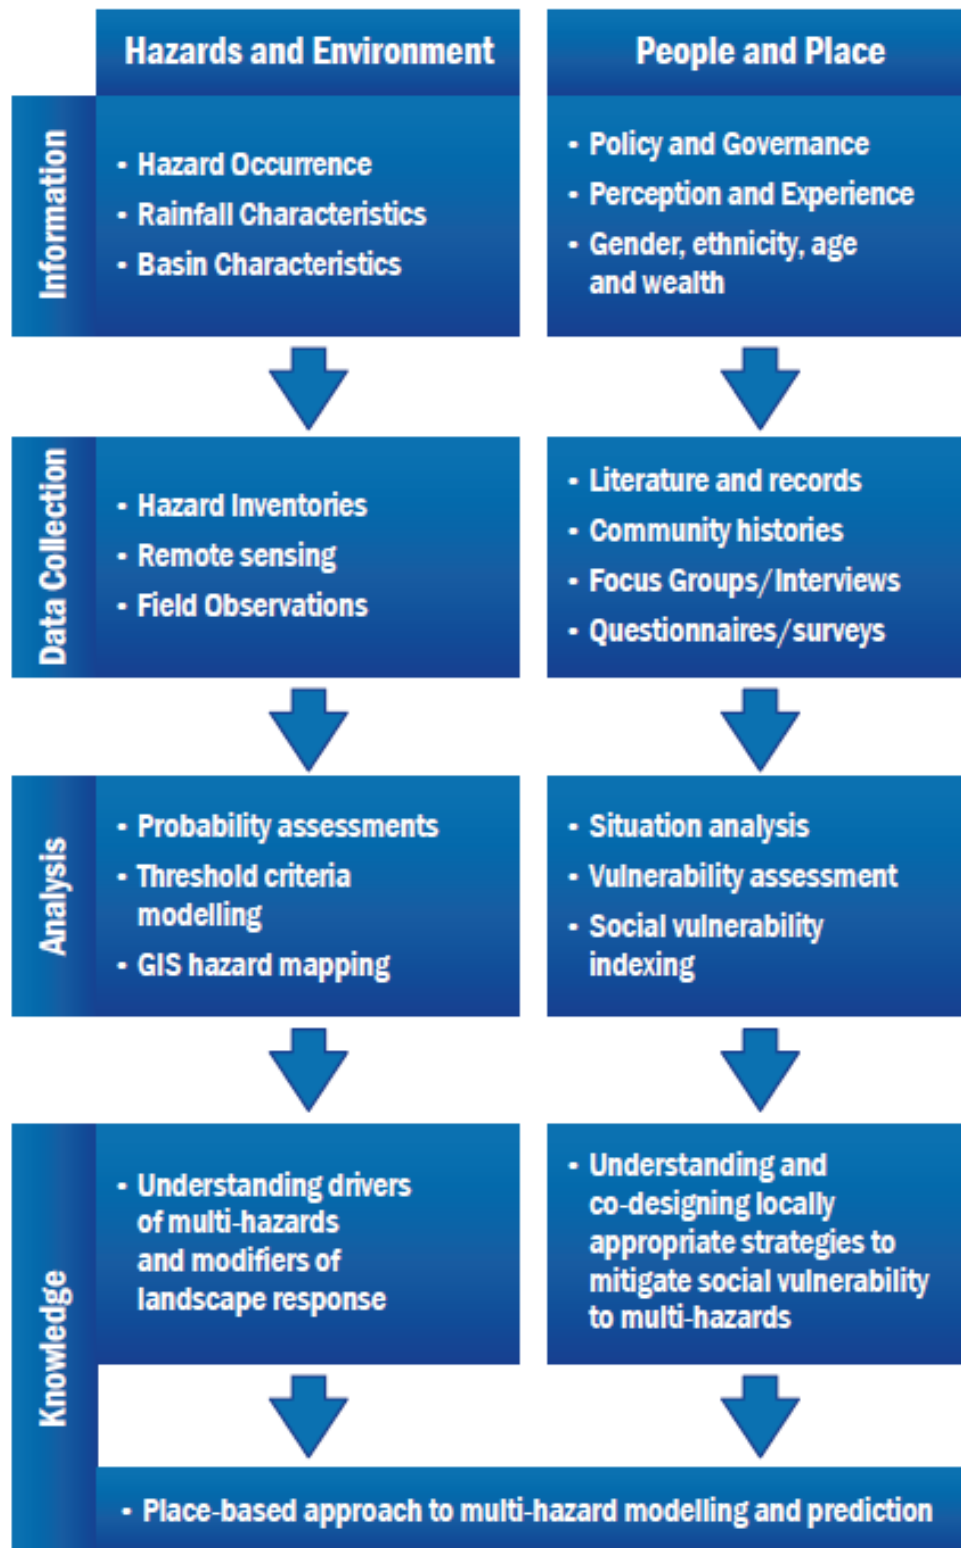 Hazards and Environment
People and Place
Information
• Hazard Occurrence
• Rainfall Characteristics
• Basin Characteristics
• Policy and Governance
• Perception and Experience
• Gender, ethnicity, age
and wealth
Data Collection
• Hazard Inventories
• Remote sensing
• Field Observations
• Literature and records
• Community histories
• Focus Groups/Interviews
• Questionnaires/surveys
Analysis
• Probability assessments
• Threshold criteria
modelling
• GIS hazard mapping
• Situation analysis
• Vulnerability assessment
• Social vulnerability
indexing
Knowledge
• Understanding drivers
of multi-hazards
and modifiers of
landscape response
• Understanding and
co-designing locally
appropriate strategies to
mitigate social vulnerability
to multi-hazards
• Place-based approach to multi-hazard modelling and prediction